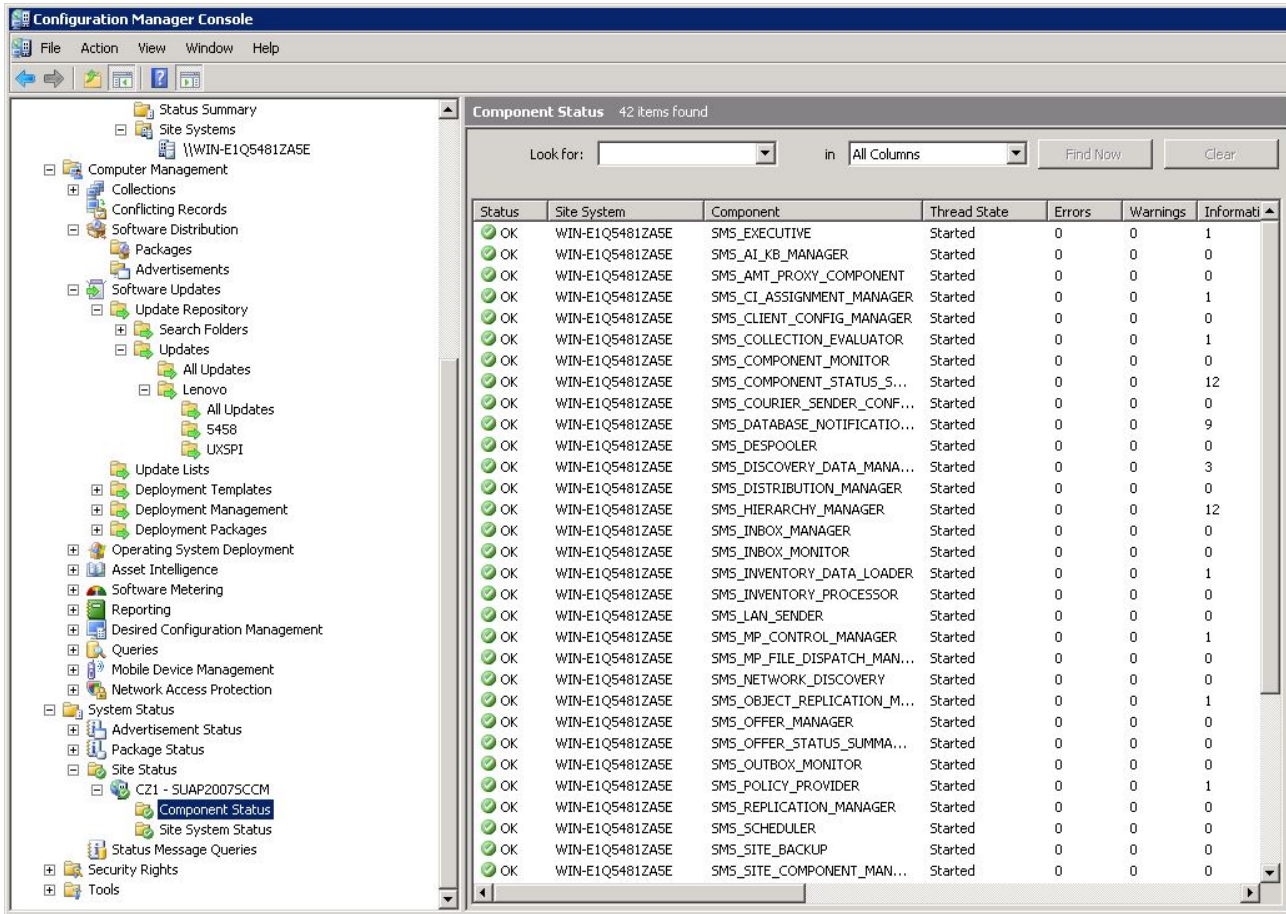 Configuration Manager Console
File Action View Window Help
Status Summary
Site Systems
\\WIN-E1Q5481ZA5E
Computer Management
Collections
Conflicting Records
Software Distribution
Packages
Advertisements
Software Updates
Update Repository
Search Folders
Updates
All Updates
Lenovo
All Updates
5458
UXSPI
Update Lists
Deployment Templates
Deployment Management
Deployment Packages
Operating System Deployment
Asset Intelligence
Software Metering
Reporting
Desired Configuration Management
Queries
Mobile Device Management
Network Access Protection
System Status
Advertisement Status
Package Status
Site Status
CZ1 - SUAP2007SCCM
Component Status
Site System Status
Status Message Queries
Security Rights
Tools
Component Status 42 items found
Look for: in All Columns Find Now Clear
Status Site System Component Thread State Errors Warnings Informati
OK WIN-E1Q5481ZA5E SMS_EXECUTIVE Started 0 0 1
OK WIN-E1Q5481ZA5E SMS_AI_KB_MANAGER Started 0 0 0
OK WIN-E1Q5481ZA5E SMS_AMT_PROXY_COMPONENT Started 0 0 0
OK WIN-E1Q5481ZA5E SMS_CI_ASSIGNMENT_MANAGER Started 0 0 1
OK WIN-E1Q5481ZA5E SMS_CLIENT_CONFIG_MANAGER Started 0 0 0
OK WIN-E1Q5481ZA5E SMS_COLLECTION_EVALUATOR Started 0 0 1
OK WIN-E1Q5481ZA5E SMS_COMPONENT_MONITOR Started 0 0 0
OK WIN-E1Q5481ZA5E SMS_COMPONENT_STATUS_S... Started 0 0 12
OK WIN-E1Q5481ZA5E SMS_COURIER_SENDER_CONF... Started 0 0 0
OK WIN-E1Q5481ZA5E SMS_DATABASE_NOTIFICATIO... Started 0 0 9
OK WIN-E1Q5481ZA5E SMS_DESPOOLER Started 0 0 0
OK WIN-E1Q5481ZA5E SMS_DISCOVERY_DATA_MANA... Started 0 0 3
OK WIN-E1Q5481ZA5E SMS_DISTRIBUTION_MANAGER Started 0 0 0
OK WIN-E1Q5481ZA5E SMS_HIERARCHY_MANAGER Started 0 0 12
OK WIN-E1Q5481ZA5E SMS_INBOX_MANAGER Started 0 0 0
OK WIN-E1Q5481ZA5E SMS_INBOX_MONITOR Started 0 0 0
OK WIN-E1Q5481ZA5E SMS_INVENTORY_DATA_LOADER Started 0 0 1
OK WIN-E1Q5481ZA5E SMS_INVENTORY_PROCESSOR Started 0 0 0
OK WIN-E1Q5481ZA5E SMS_LAN_SENDER Started 0 0 0
OK WIN-E1Q5481ZA5E SMS_MP_CONTROL_MANAGER Started 0 0 1
OK WIN-E1Q5481ZA5E SMS_MP_FILE_DISPATCH_MAN... Started 0 0 0
OK WIN-E1Q5481ZA5E SMS_NETWORK_DISCOVERY Started 0 0 0
OK WIN-E1Q5481ZA5E SMS_OBJECT_REPLICATION_M... Started 0 0 1
OK WIN-E1Q5481ZA5E SMS_OFFER_MANAGER Started 0 0 0
OK WIN-E1Q5481ZA5E SMS_OFFER_STATUS_SUMMA... Started 0 0 0
OK WIN-E1Q5481ZA5E SMS_OUTBOX_MONITOR Started 0 0 0
OK WIN-E1Q5481ZA5E SMS_POLICY_PROVIDER Started 0 0 1
OK WIN-E1Q5481ZA5E SMS_REPLICATION_MANAGER Started 0 0 0
OK WIN-E1Q5481ZA5E SMS_SCHEDULER Started 0 0 0
OK WIN-E1Q5481ZA5E SMS_SITE_BACKUP Started 0 0 0
OK WIN-E1Q5481ZA5E SMS_SITE_COMPONENT_MAN... Started 0 0 0